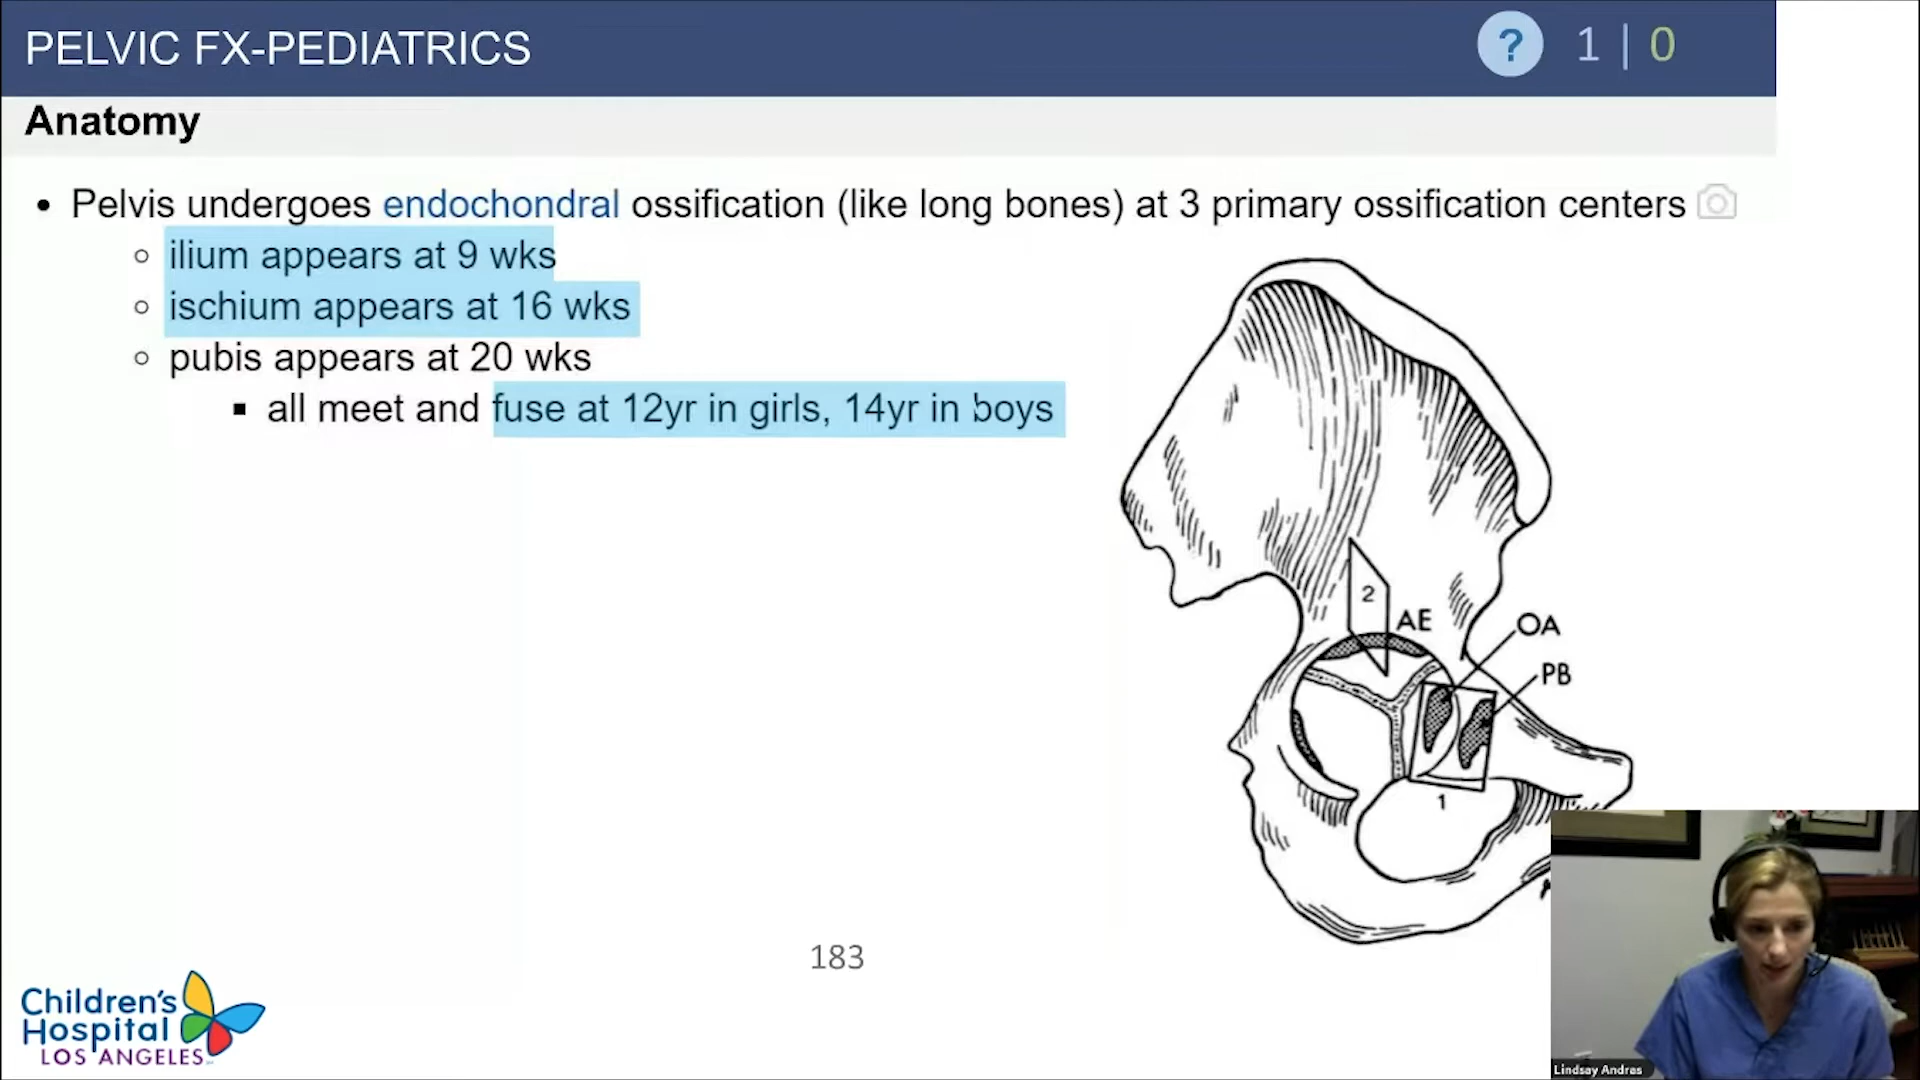 PELVIC FX-PEDIATRICS
? 1 | 0
Anatomy
• Pelvis undergoes endochondral ossification (like long bones) at 3 primary ossification centers
ilium appears at 9 wks
ischium appears at 16 wks
pubis appears at 20 wks
all meet and fuse at 12yr in girls, 14yr in boys
2
AE
OA
PB
1
183
Children's
Hospital
LOS ANGELES
Lindsay Andras